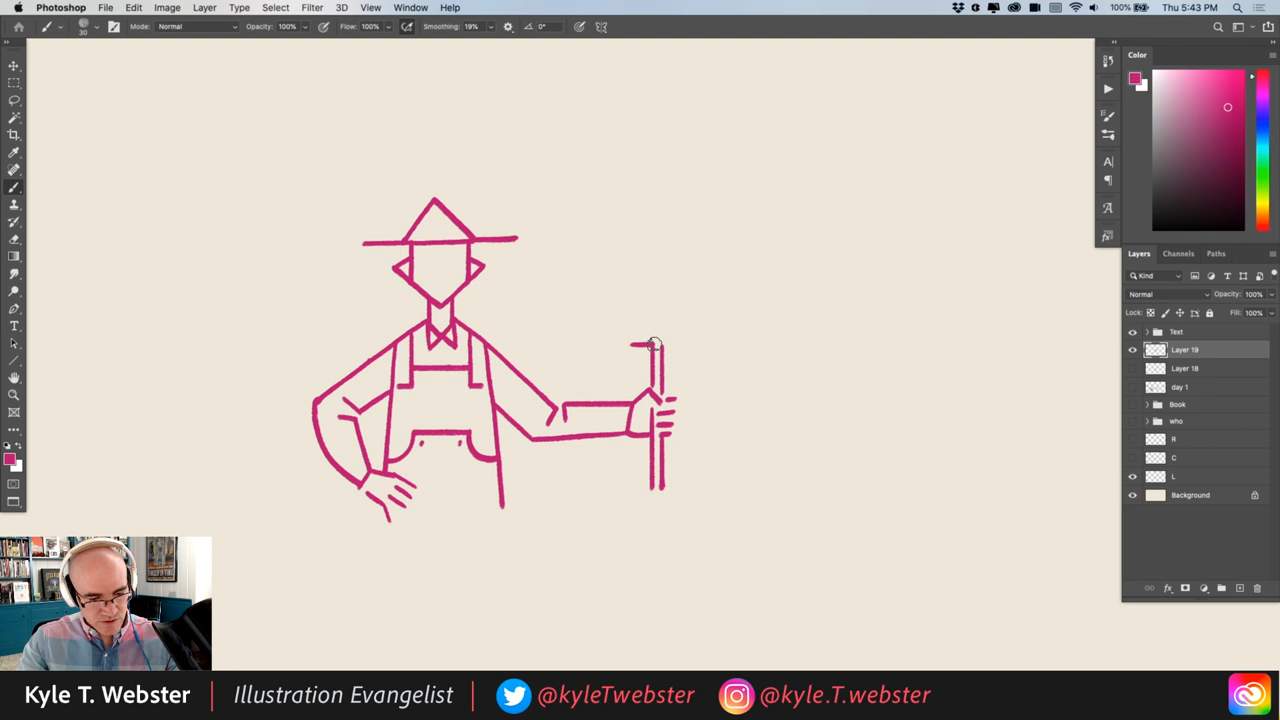 Photoshop File Edit Image Layer Type Select Filter 3D View Window Help 100% Thu 5:43 PM
30 Mode: Normal Opacity: 100% Flow: 100% Smoothing: 19% 0°
Color
Layers Channels Paths
Kind
Normal Opacity: 100%
Lock: Fill: 100%
Text
Layer 19
Layer 18
day 1
Book
who
R
C
L
Background
Kyle T. Webster | Illustration Evangelist @kyleTwebster @kyle.T.webster